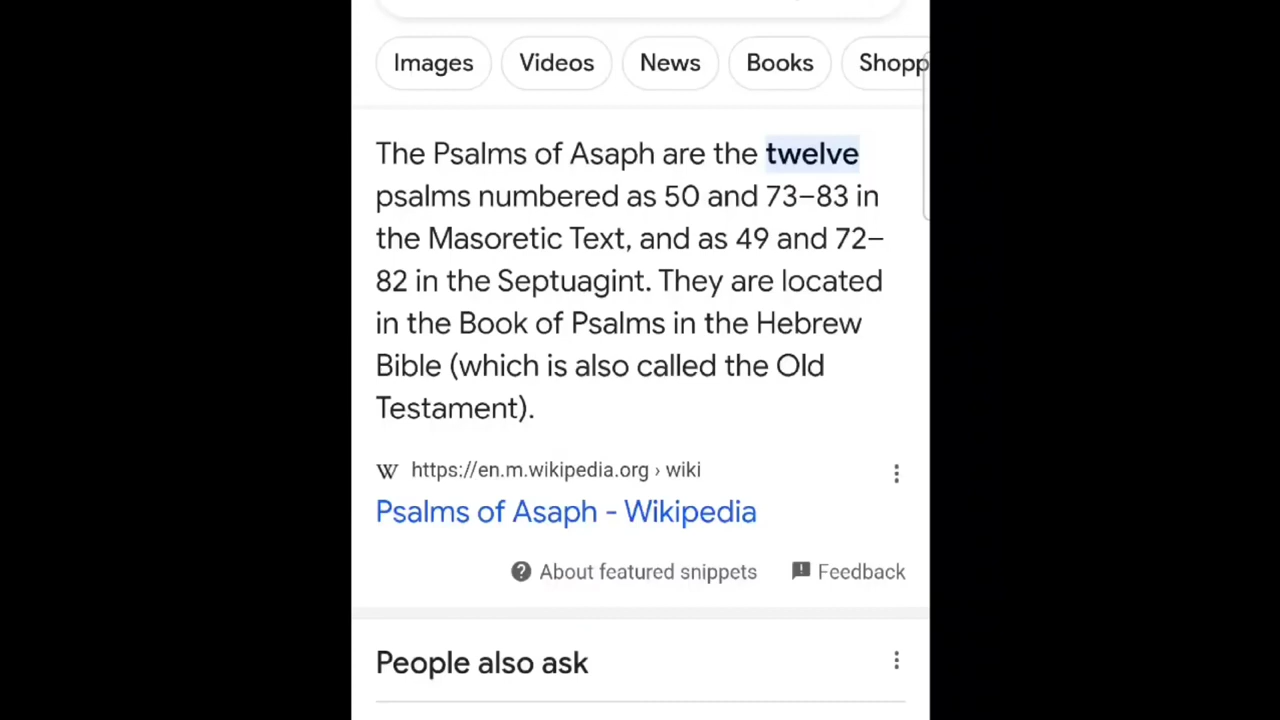 Images Videos News Books Shopp
The Psalms of Asaph are the twelve
psalms numbered as 50 and 73–83 in
the Masoretic Text, and as 49 and 72–
82 in the Septuagint. They are located
in the Book of Psalms in the Hebrew
Bible (which is also called the Old
Testament).
W https://en.m.wikipedia.org › wiki
Psalms of Asaph - Wikipedia
About featured snippets Feedback
People also ask